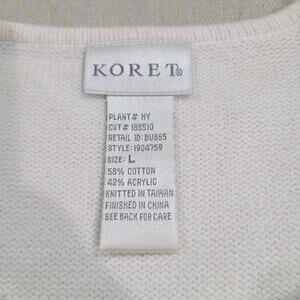 KORET®
PLANT# HY
CUT# 188510
RETAIL ID: BU865
STYLE: 1904759
SIZE: L
58% COTTON
42% ACRYLIC
KNITTED IN TAIWAN
FINISHED IN CHINA
SEE BACK FOR CARE